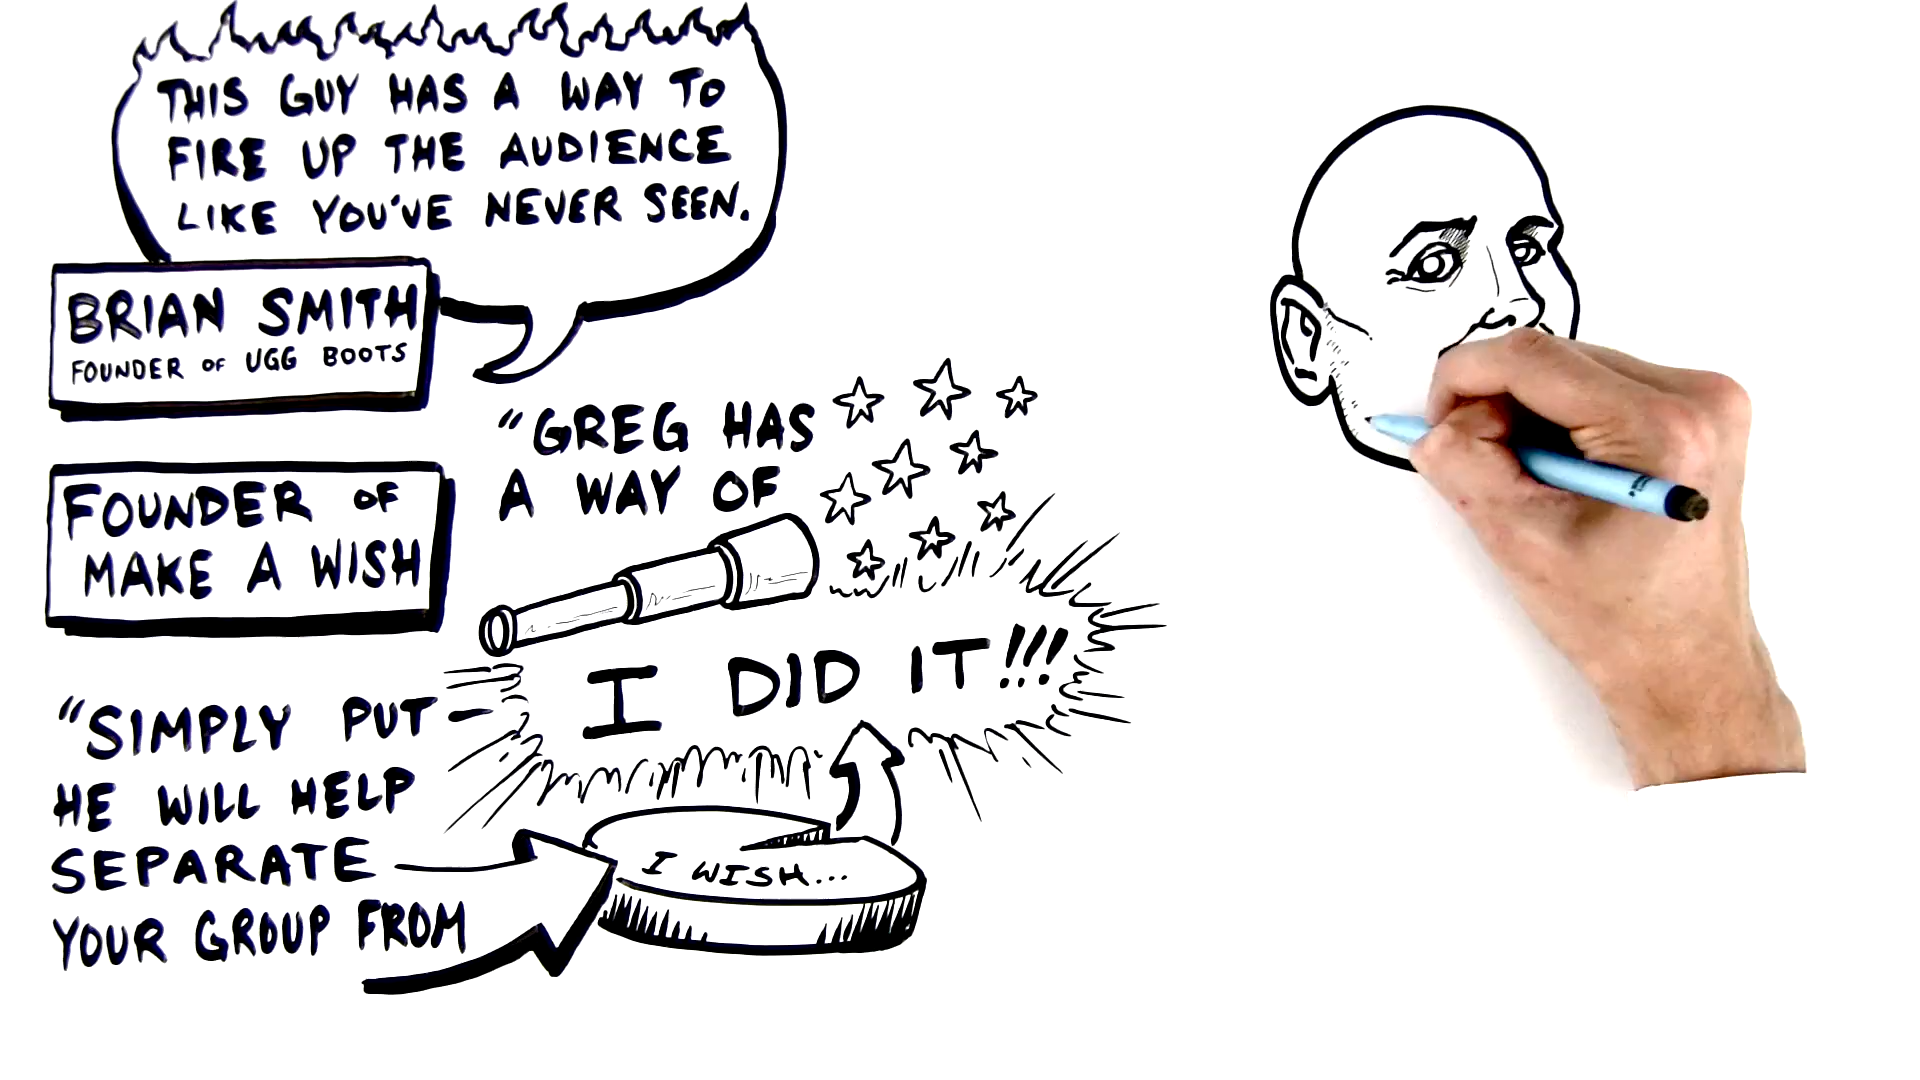 THIS GUY HAS A WAY TO
FIRE UP THE AUDIENCE
LIKE YOU'VE NEVER SEEN.
BRIAN SMITH
FOUNDER OF UGG BOOTS
"GREG HAS
A WAY OF
FOUNDER OF
MAKE A WISH
I DID IT!!!
"SIMPLY PUT -
HE WILL HELP
SEPARATE
YOUR GROUP FROM
I WISH...